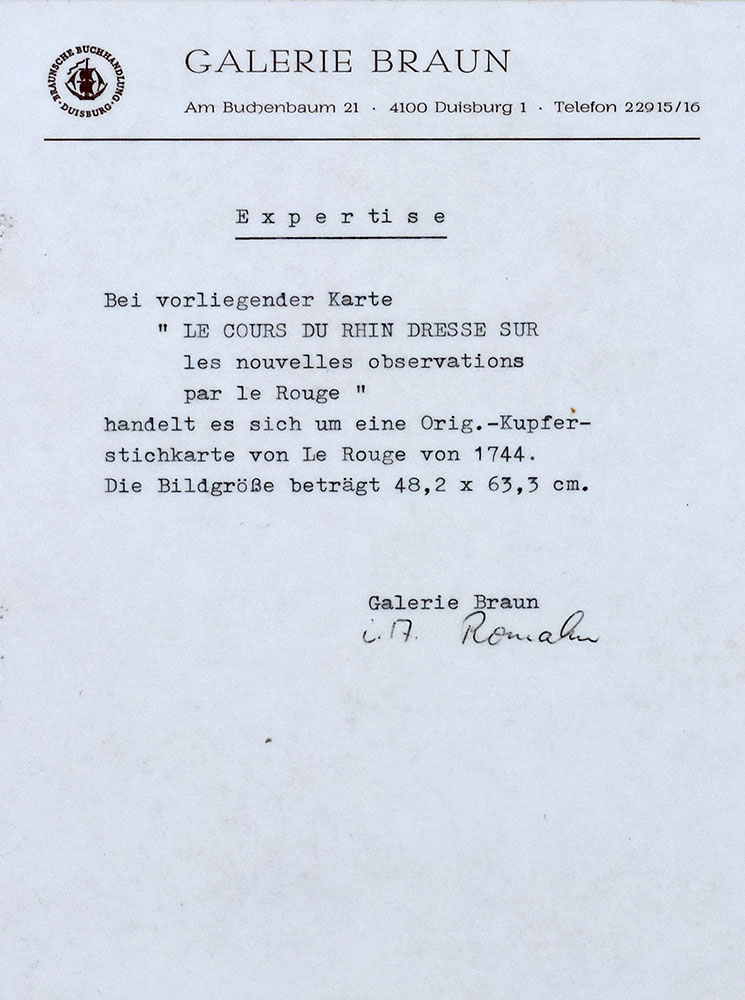 BRAUNSCHE BUCHHANDLUNG · DUISBURG ·
GALERIE BRAUN
Am Buchenbaum 21 · 4100 Duisburg 1 · Telefon 22915/16
Expertise
Bei vorliegender Karte
" LE COURS DU RHIN DRESSE SUR
les nouvelles observations
par le Rouge "
handelt es sich um eine Orig.-Kupfer-
stichkarte von Le Rouge von 1744.
Die Bildgröße beträgt 48,2 x 63,3 cm.
Galerie Braun
i.A. Romahn